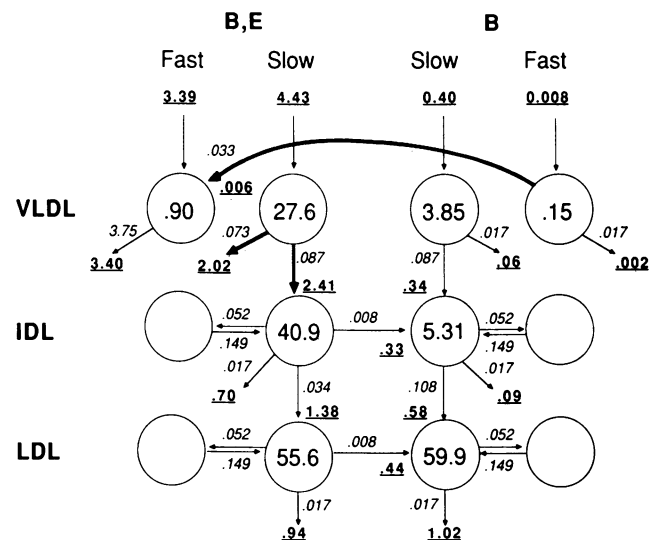 B,E B
Fast Slow Slow Fast
3.39 4.43 0.40 0.008
.033
.006
VLDL .90 27.6 3.85 .15
3.75 .073 .017 .017
.087 .087
3.40 2.02 .06 .002
2.41 .34
.052 .008 .052
IDL 40.9 5.31
.149 .33 .149
.017 .017
.034 .108
.70 .09
1.38 .58
.052 .008 .052
LDL 55.6 59.9
.149 .44 .149
.017 .017
.94 1.02